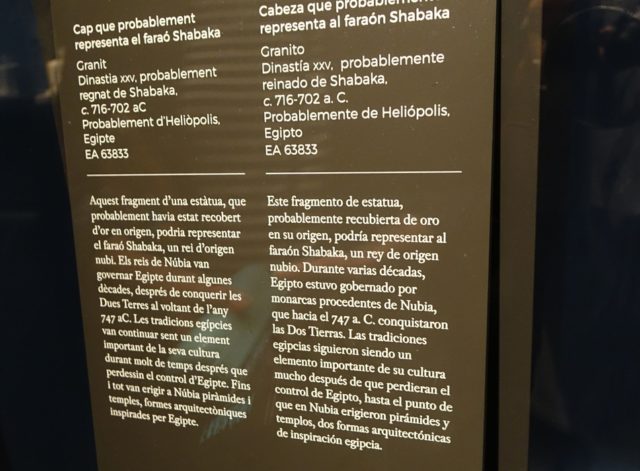 Cap que probablement
representa el faraó Shabaka
Granit
Dinastia XXV, probablement
regnat de Shabaka,
c. 716-702 aC
Probablement d'Heliòpolis,
Egipte
EA 63833
Aquest fragment d'una estàtua, que
probablement havia estat recobert
d'or en origen, podria representar
el faraó Shabaka, un rei d'origen
nubi. Els reis de Núbia van
governar Egipte durant algunes
dècades, després de conquerir les
Dues Terres al voltant de l'any
747 aC. Les tradicions egípcies
van continuar sent un element
important de la seva cultura
durant molt de temps després que
perdessin el control d'Egipte. Fins
i tot van erigir a Núbia piràmides i
temples, formes arquitectòniques
inspirades per Egipte.
Cabeza que probablemente
representa al faraón Shabaka
Granito
Dinastía XXV, probablemente
reinado de Shabaka,
c. 716-702 a. C.
Probablemente de Heliópolis,
Egipto
EA 63833
Este fragmento de estatua,
probablemente recubierta de oro
en su origen, podría representar al
faraón Shabaka, un rey de origen
nubio. Durante varias décadas,
Egipto estuvo gobernado por
monarcas procedentes de Nubia,
que hacia el 747 a. C. conquistaron
las Dos Tierras. Las tradiciones
egipcias siguieron siendo un
elemento importante de su cultura
mucho después de que perdieran el
control de Egipto, hasta el punto de
que en Nubia erigieron pirámides y
templos, dos formas arquitectónicas
de inspiración egipcia.